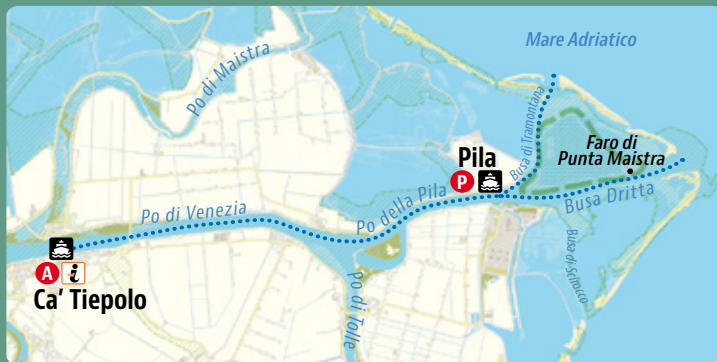 Mare Adriatico
Po di Maistra
Busa di Tramontana
Faro di
Punta Maistra
Pila
P
Po di Venezia
Po della Pila
Busa Dritta
Busa di Scirocco
A i
Ca' Tiepolo
Po di Tolle